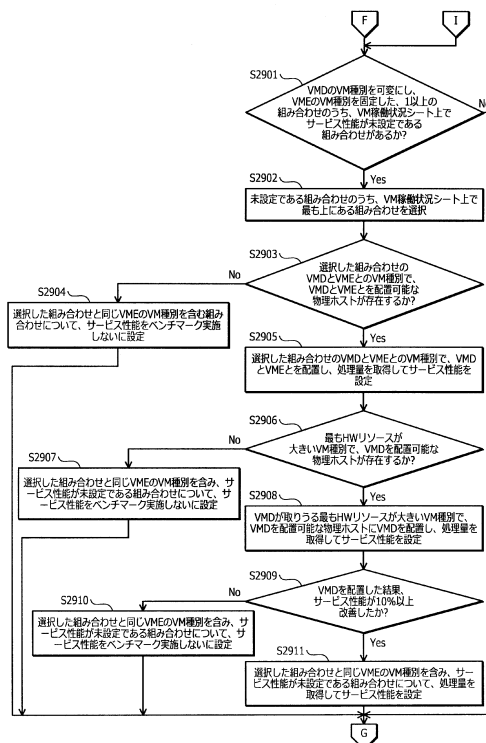 F
I
S2901
VMDのVM種別を可変にし、
VMEのVM種別を固定した、1以上の
組み合わせのうち、VM稼働状況シート上で
サービス性能が未設定である
組み合わせがあるか?
Yes
S2902
未設定である組み合わせのうち、VM稼働状況シート上で
最も上にある組み合わせを選択
S2903
選択した組み合わせの
VMDとVMEとのVM種別で、
VMDとVMEとを配置可能な
物理ホストが存在するか?
No
S2904
選択した組み合わせと同じVMEのVM種別を含む組み
合わせについて、サービス性能をベンチマーク実施
しないに設定
Yes
S2905
選択した組み合わせのVMDとVMEとのVM種別で、VMD
とVMEとを配置し、処理量を取得してサービス性能を
設定
S2906
最もHWリソースが
大きいVM種別で、VMDを配置可能な
物理ホストが存在するか?
No
S2907
選択した組み合わせと同じVMEのVM種別を含み、サ
ービス性能が未設定である組み合わせについて、サ
ービス性能をベンチマーク実施しないに設定
Yes
S2908
VMDが取りうる最もHWリソースが大きいVM種別で、
VMDを配置可能な物理ホストにVMDを配置し、処理量
を取得してサービス性能を設定
S2909
VMDを配置した結果、
サービス性能が10%以上
改善したか?
No
S2910
選択した組み合わせと同じVMEのVM種別を含み、サ
ービス性能が未設定である組み合わせについて、サ
ービス性能をベンチマーク実施しないに設定
Yes
S2911
選択した組み合わせと同じVMEのVM種別を含み、サー
ビス性能が未設定である組み合わせについて、処理量を
取得してサービス性能を設定
G